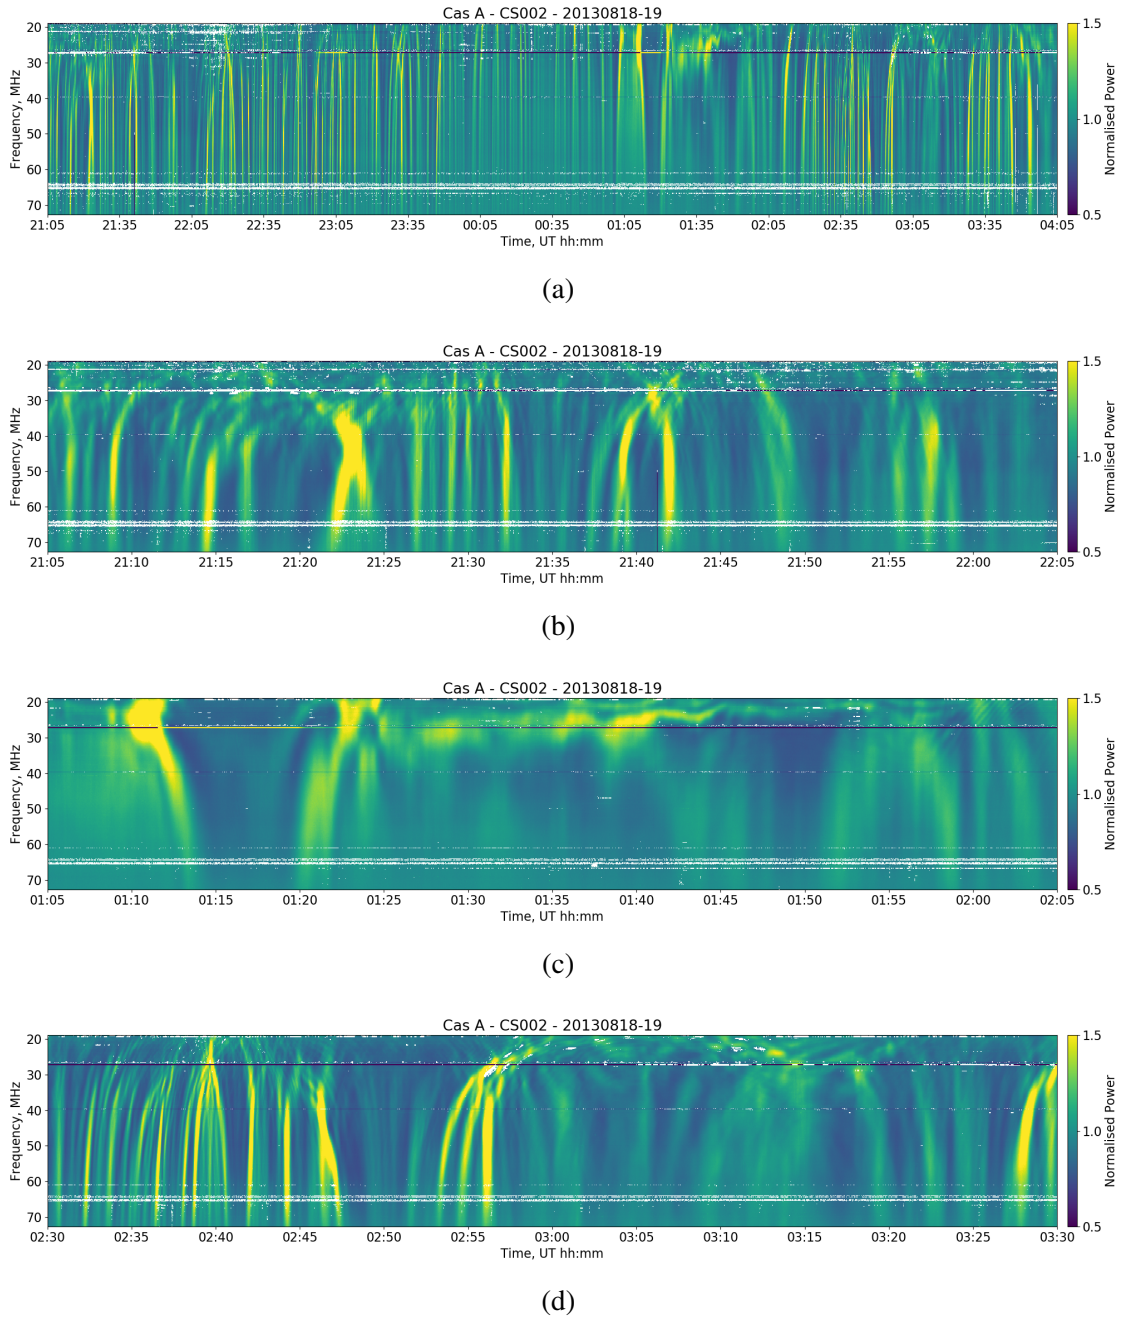 Cas A - CS002 - 20130818-19
20
30
40
50
60
70
Frequency, MHz
21:05 21:35 22:05 22:35 23:05 23:35 00:05 00:35 01:05 01:35 02:05 02:35 03:05 03:35 04:05
Time, UT hh:mm
1.5
1.0
0.5
Normalised Power
(a)
Cas A - CS002 - 20130818-19
20
30
40
50
60
70
Frequency, MHz
21:05 21:10 21:15 21:20 21:25 21:30 21:35 21:40 21:45 21:50 21:55 22:00 22:05
Time, UT hh:mm
1.5
1.0
0.5
Normalised Power
(b)
Cas A - CS002 - 20130818-19
20
30
40
50
60
70
Frequency, MHz
01:05 01:10 01:15 01:20 01:25 01:30 01:35 01:40 01:45 01:50 01:55 02:00 02:05
Time, UT hh:mm
1.5
1.0
0.5
Normalised Power
(c)
Cas A - CS002 - 20130818-19
20
30
40
50
60
70
Frequency, MHz
02:30 02:35 02:40 02:45 02:50 02:55 03:00 03:05 03:10 03:15 03:20 03:25 03:30
Time, UT hh:mm
1.5
1.0
0.5
Normalised Power
(d)